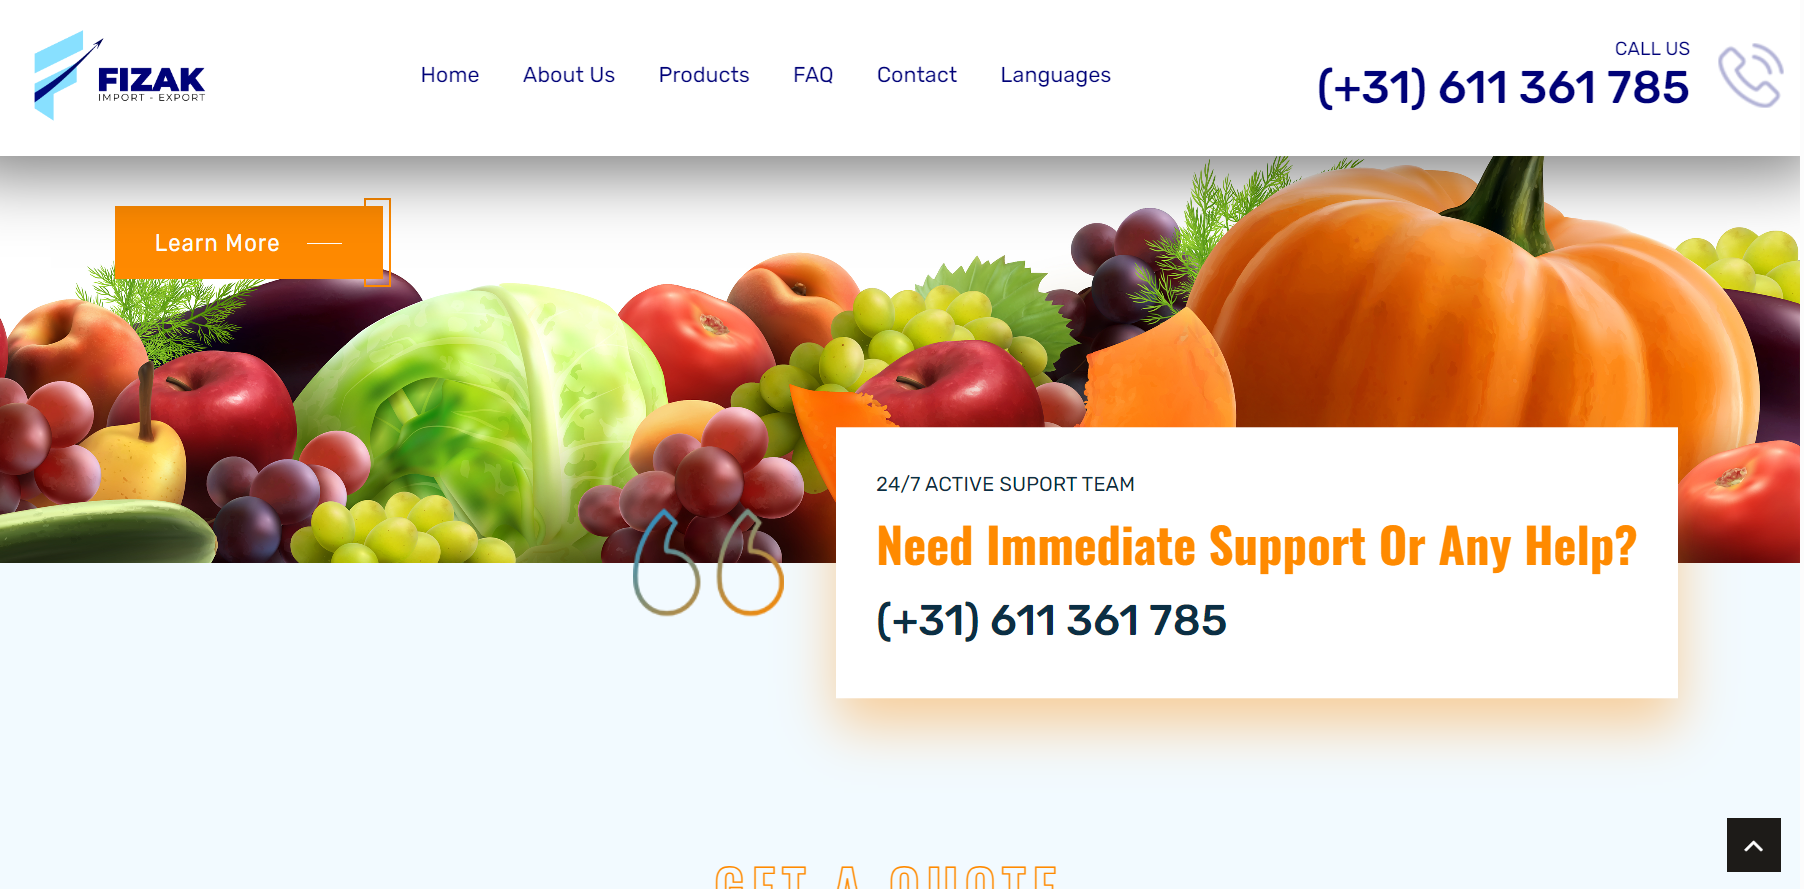 FIZAK
IMPORT - EXPORT
Home
About Us
Products
FAQ
Contact
Languages
CALL US
(+31) 611 361 785
Learn More
24/7 ACTIVE SUPORT TEAM
Need Immediate Support Or Any Help?
(+31) 611 361 785
GET A QUOTE